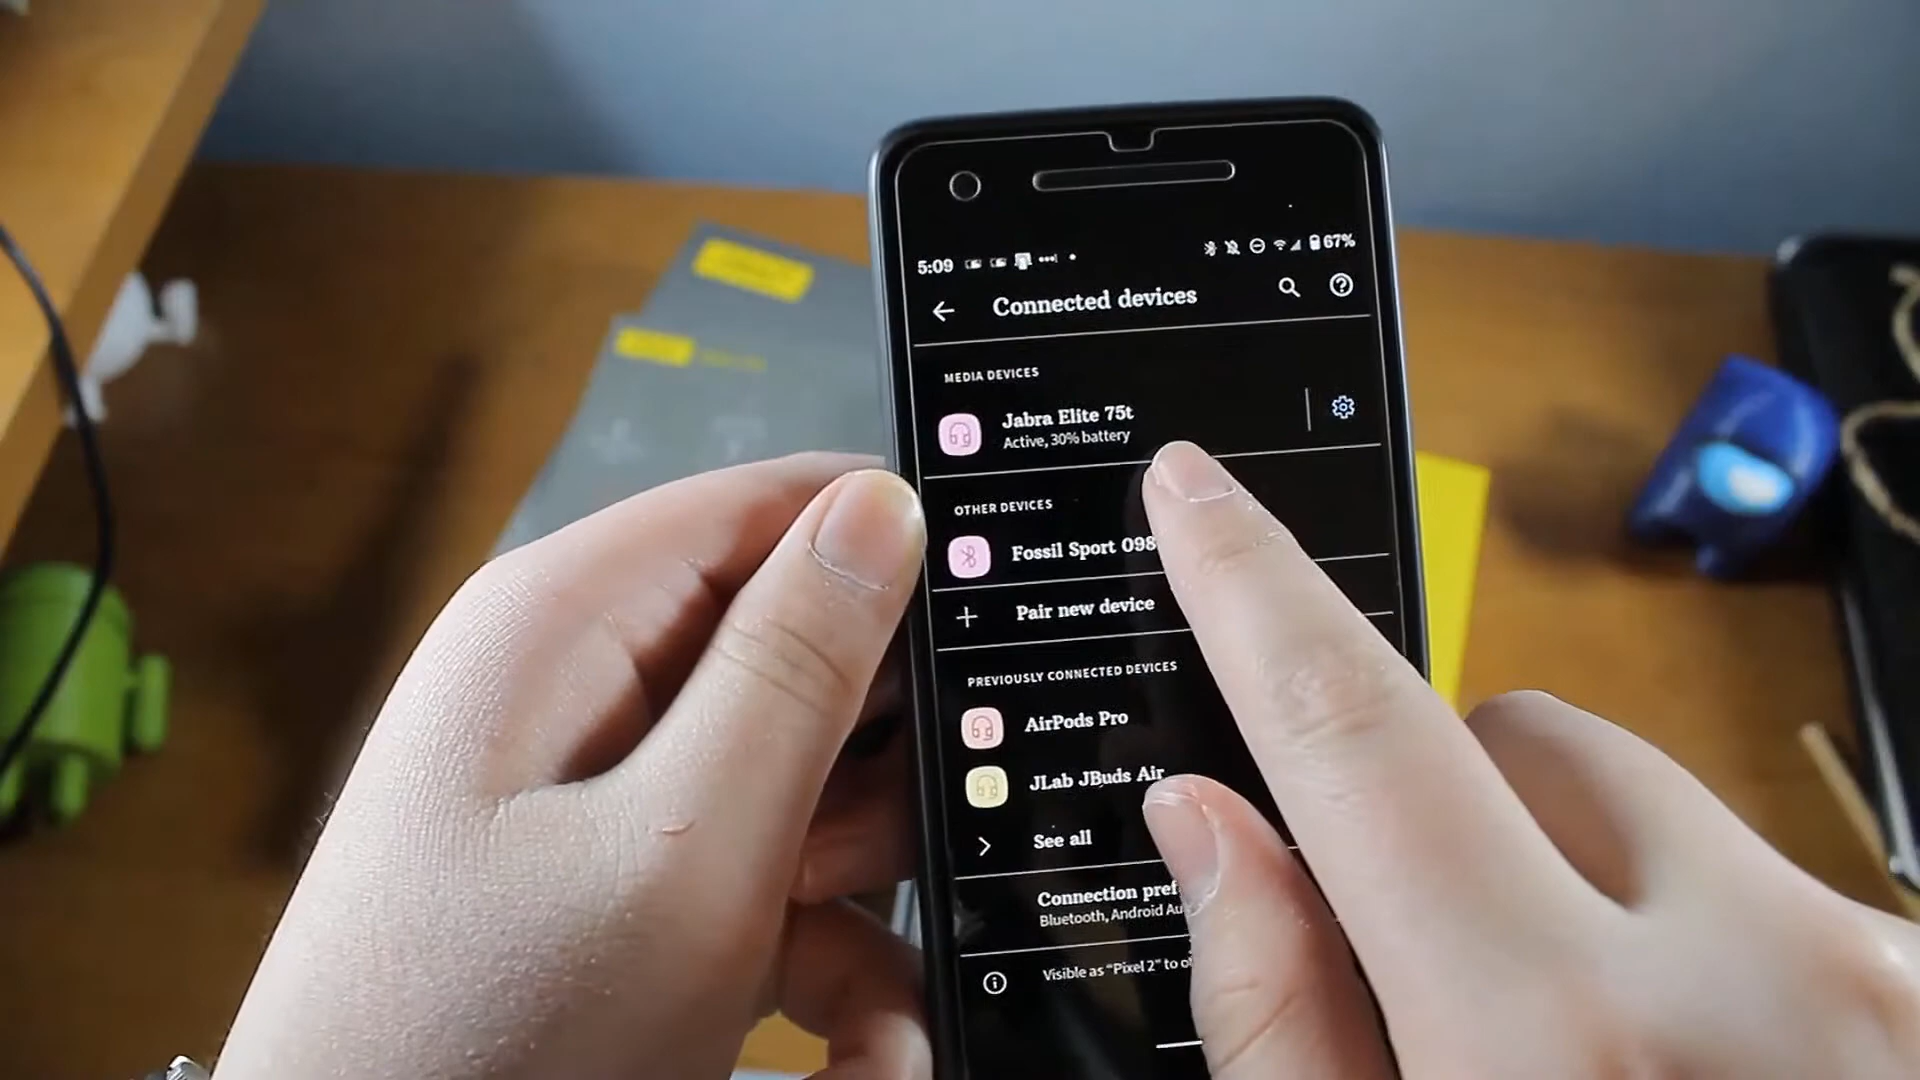 5:09 67%
Connected devices
MEDIA DEVICES
Jabra Elite 75t
Active, 30% battery
OTHER DEVICES
Fossil Sport 098
Pair new device
PREVIOUSLY CONNECTED DEVICES
AirPods Pro
JLab JBuds Air
See all
Connection pref
Bluetooth, Android Au
Visible as "Pixel 2" to